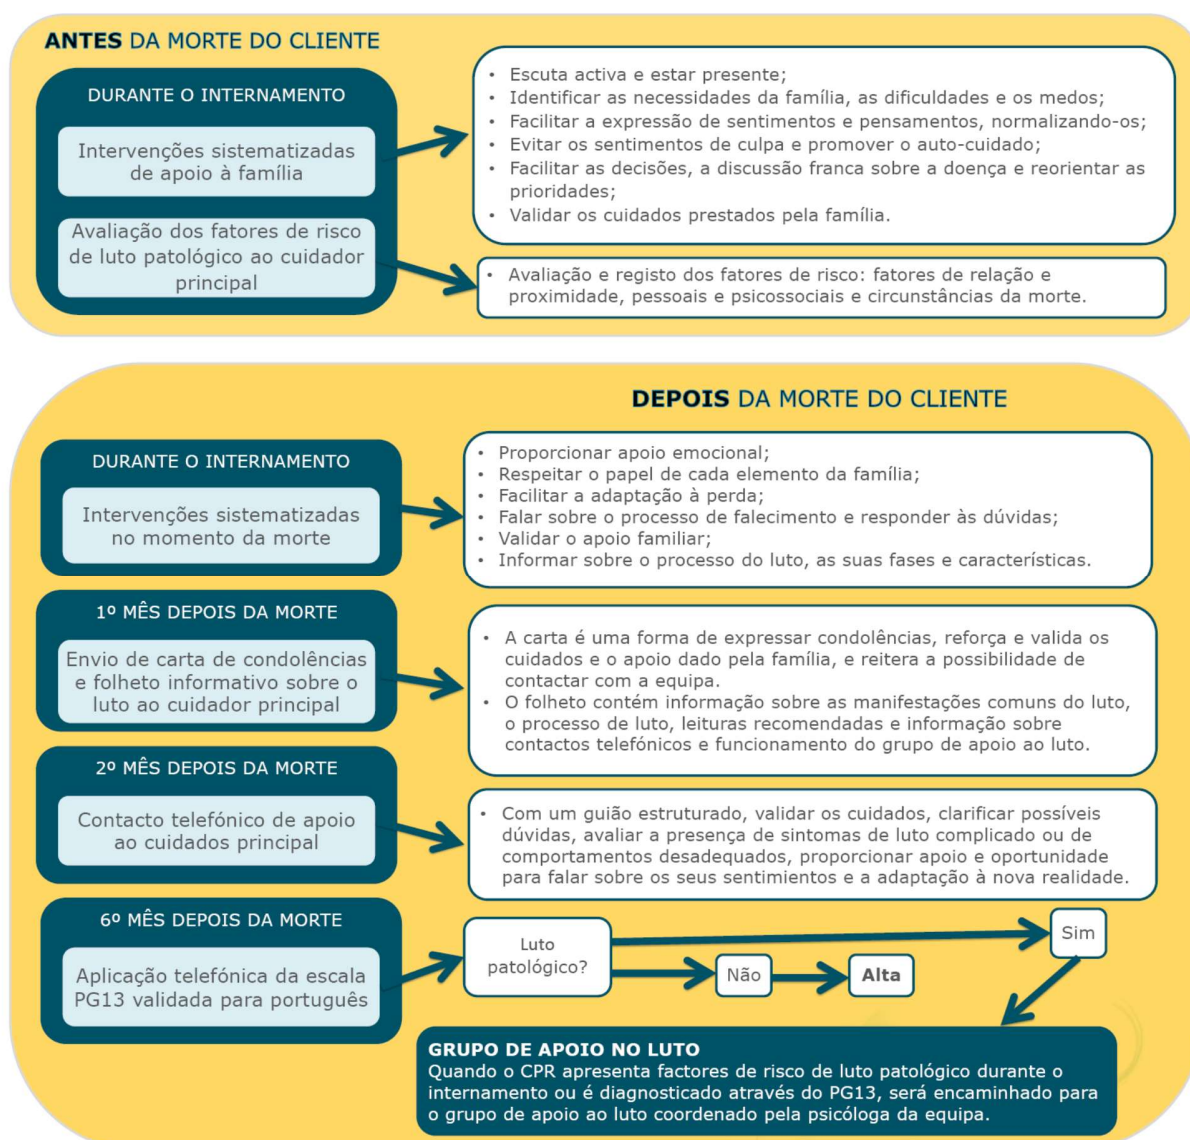 ANTES DA MORTE DO CLIENTE
DURANTE O INTERNAMENTO
Intervenções sistematizadas
de apoio à família
• Escuta activa e estar presente;
• Identificar as necessidades da família, as dificuldades e os medos;
• Facilitar a expressão de sentimentos e pensamentos, normalizando-os;
• Evitar os sentimentos de culpa e promover o auto-cuidado;
• Facilitar as decisões, a discussão franca sobre a doença e reorientar as
prioridades;
• Validar os cuidados prestados pela família.
Avaliação dos fatores de risco
de luto patológico ao cuidador
principal
• Avaliação e registo dos fatores de risco: fatores de relação e
proximidade, pessoais e psicossociais e circunstâncias da morte.
DEPOIS DA MORTE DO CLIENTE
DURANTE O INTERNAMENTO
Intervenções sistematizadas
no momento da morte
• Proporcionar apoio emocional;
• Respeitar o papel de cada elemento da família;
• Facilitar a adaptação à perda;
• Falar sobre o processo de falecimento e responder às dúvidas;
• Validar o apoio familiar;
• Informar sobre o processo do luto, as suas fases e características.
1º MÊS DEPOIS DA MORTE
Envio de carta de condolências
e folheto informativo sobre o
luto ao cuidador principal
• A carta é uma forma de expressar condolências, reforça e valida os
cuidados e o apoio dado pela família, e reitera a possibilidade de
contactar com a equipa.
• O folheto contém informação sobre as manifestações comuns do luto,
o processo de luto, leituras recomendadas e informação sobre
contactos telefónicos e funcionamento do grupo de apoio ao luto.
2º MÊS DEPOIS DA MORTE
Contacto telefónico de apoio
ao cuidados principal
• Com um guião estruturado, validar os cuidados, clarificar possíveis
dúvidas, avaliar a presença de sintomas de luto complicado ou de
comportamentos desadequados, proporcionar apoio e oportunidade
para falar sobre os seus sentimientos e a adaptação à nova realidade.
6º MÊS DEPOIS DA MORTE
Aplicação telefónica da escala
PG13 validada para português
Luto
patológico?
Sim
Não
Alta
GRUPO DE APOIO NO LUTO
Quando o CPR apresenta factores de risco de luto patológico durante o
internamento ou é diagnosticado através do PG13, será encaminhado para
o grupo de apoio ao luto coordenado pela psicóloga da equipa.